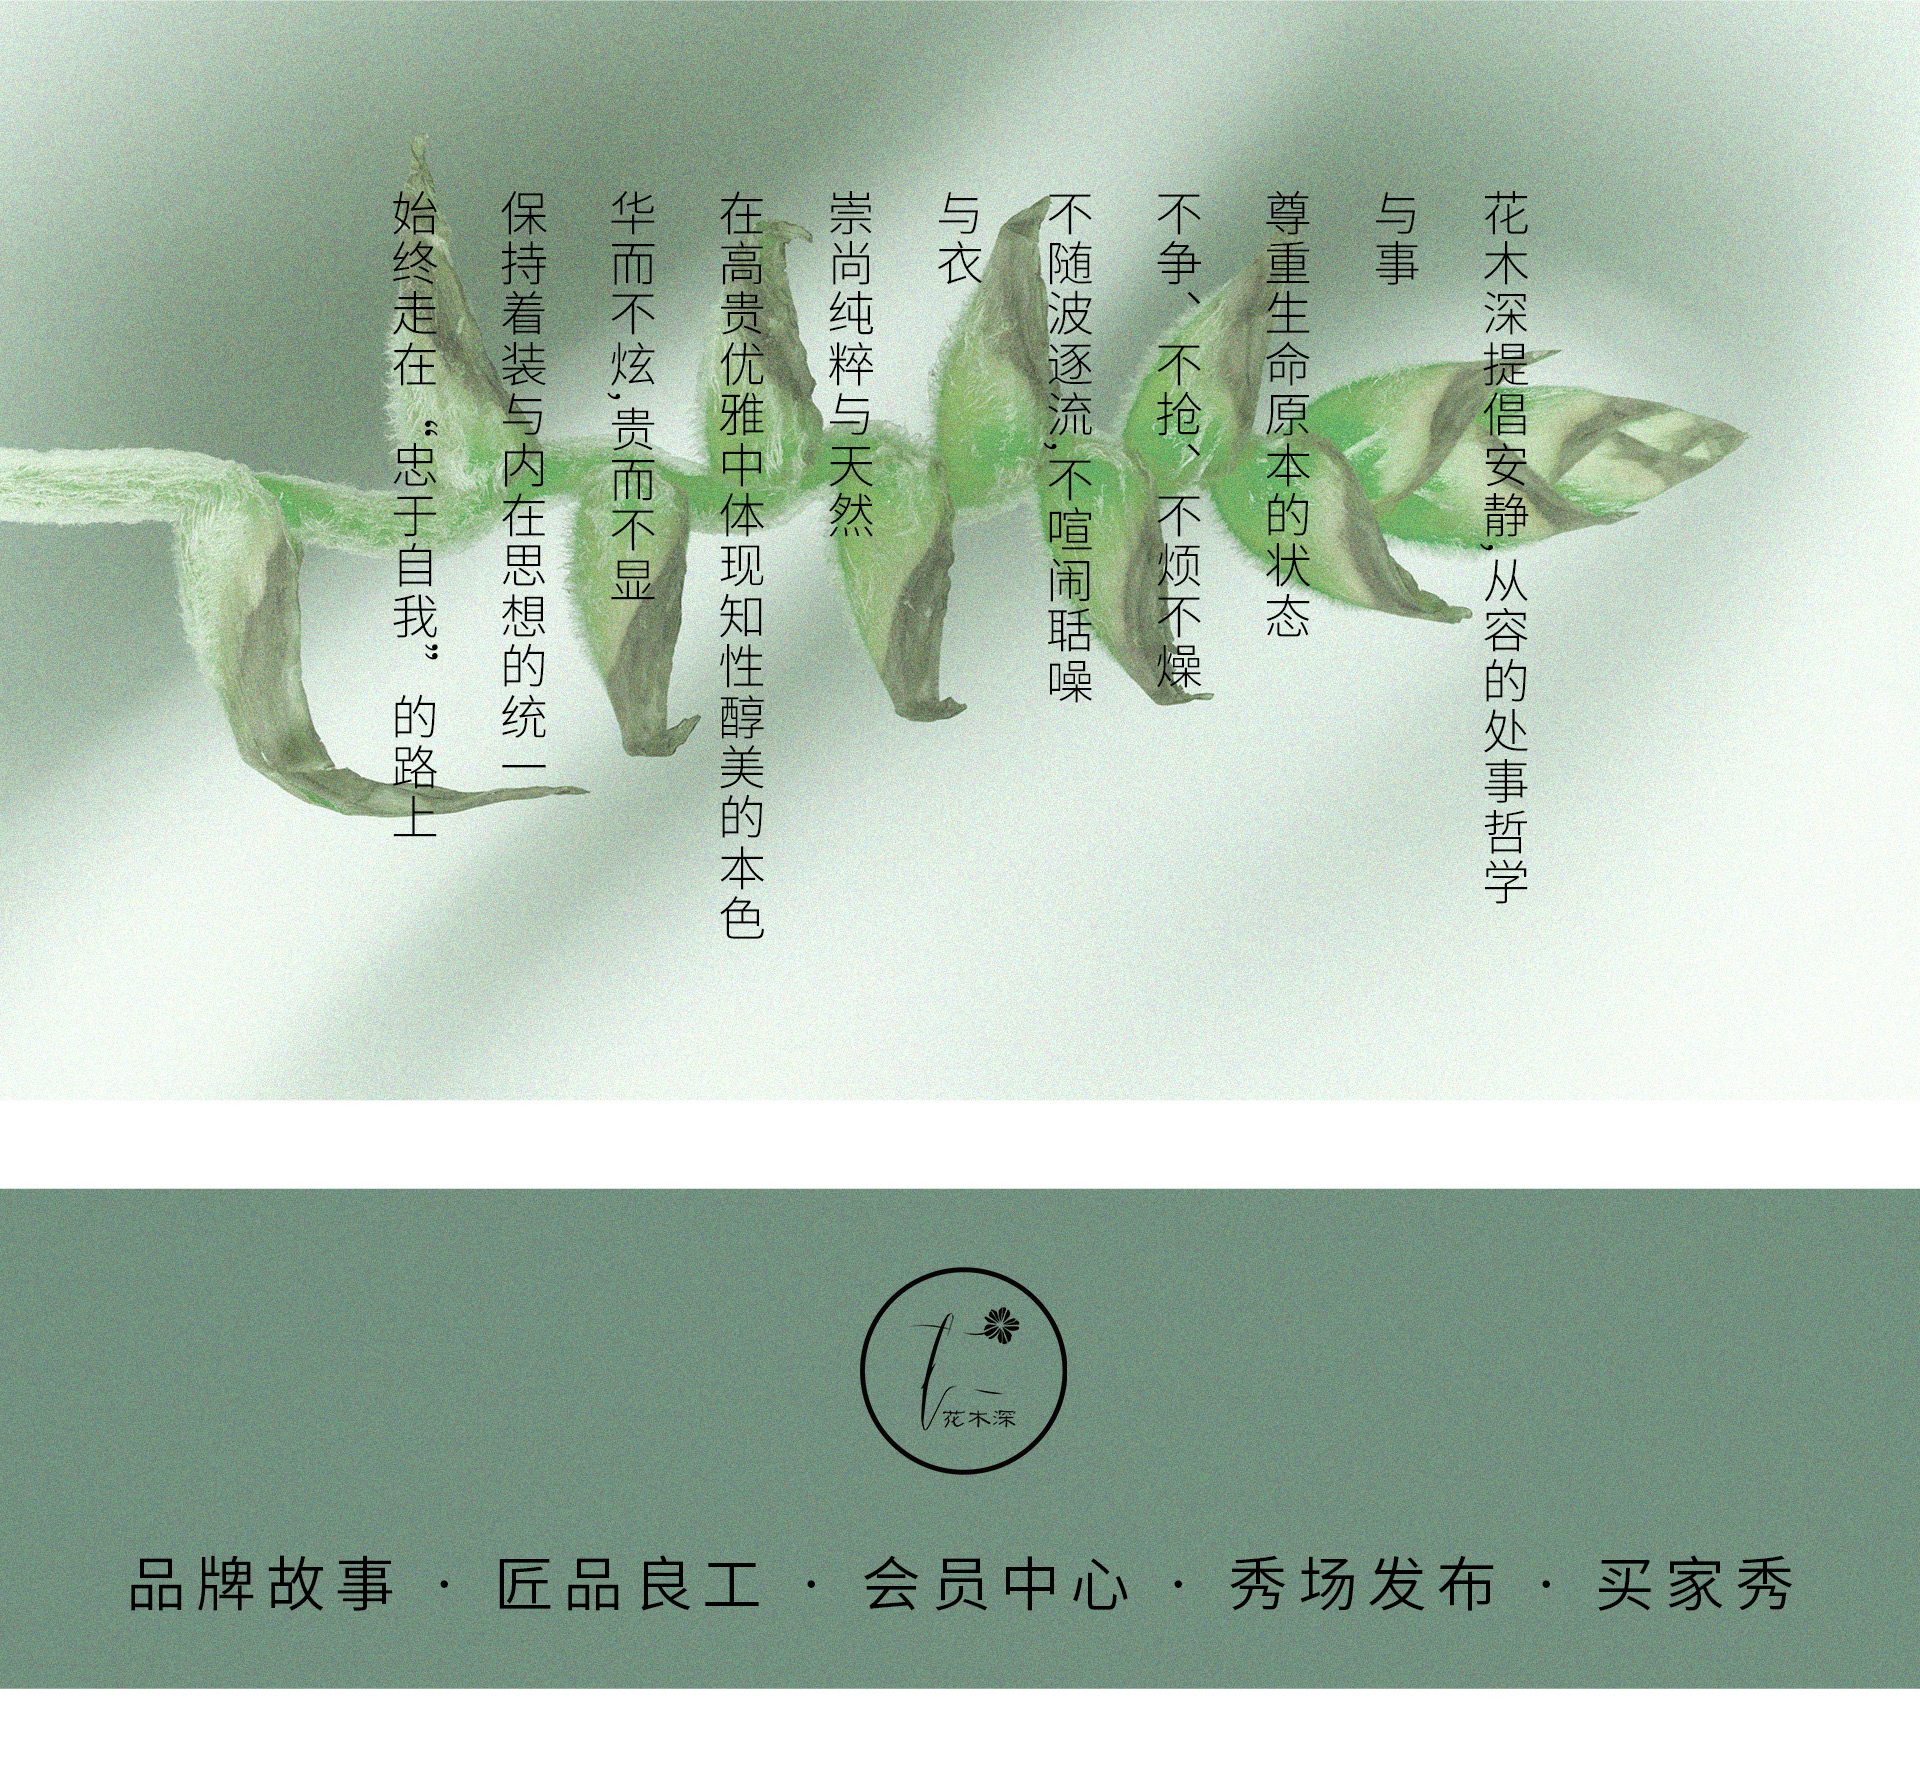 花木深提倡安静,从容的处事哲学
与事
尊重生命原本的状态
不争、不抢、不烦不燥
不随波逐流,不喧闹聒噪
与衣
崇尚纯粹与天然
在高贵优雅中体现知性醇美的本色
华而不炫,贵而不显
保持着装与内在思想的统一
始终走在“忠于自我”的路上
花木深
品牌故事 · 匠品良工 · 会员中心 · 秀场发布 · 买家秀